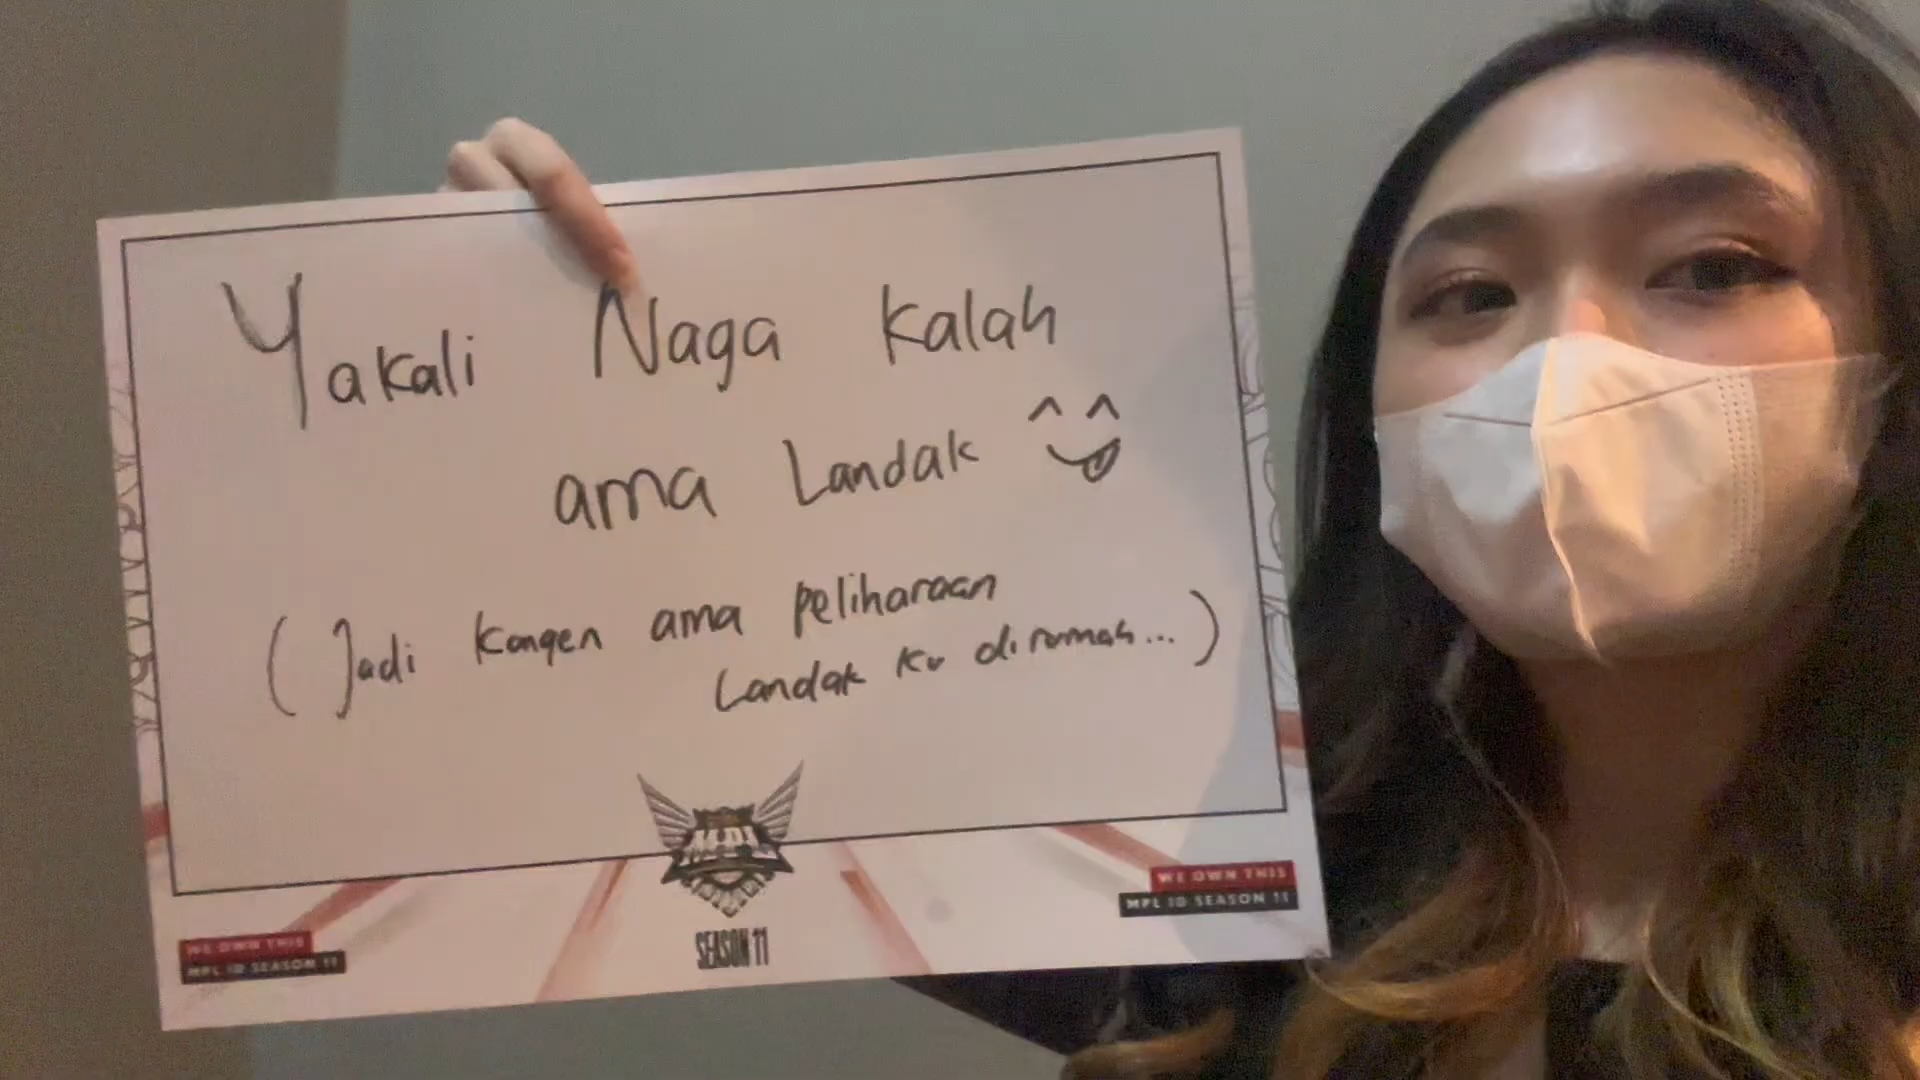 Yakali Naga Kalah
ama Landak
(Jadi Kangen ama Peliharaan
Landak Ku dirumah...)
SEASON 11
WE OWN THIS
MPL ID SEASON 11
WE OWN THIS
MPL ID SEASON 11